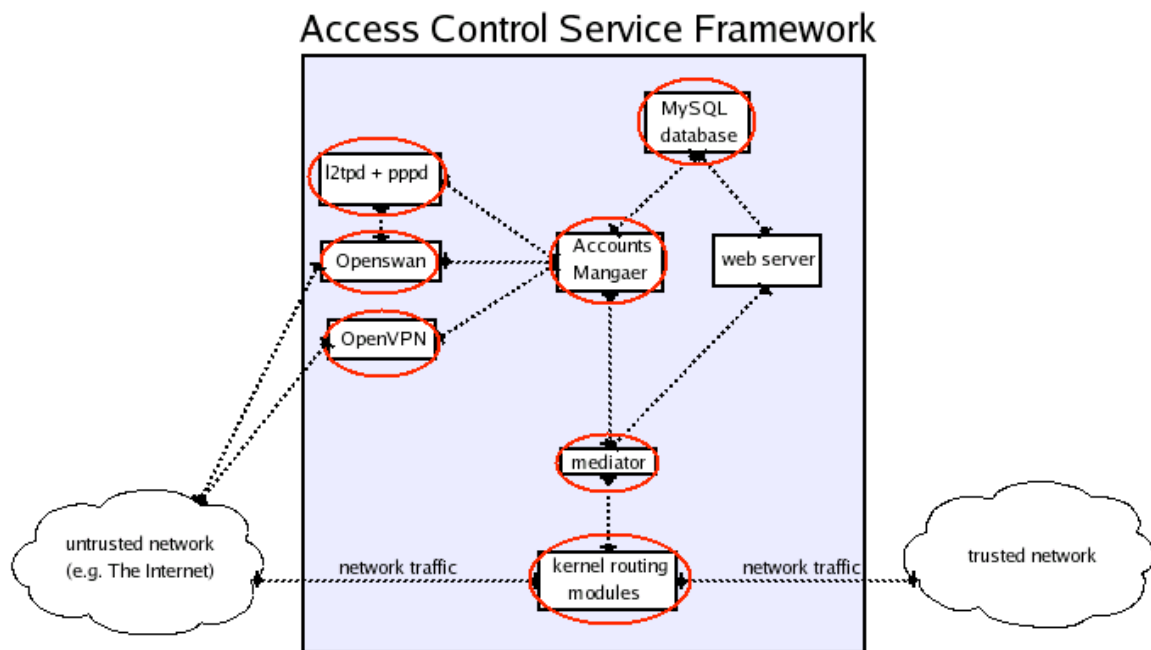 Access Control Service Framework
MySQL
database
l2tpd + pppd
Openswan
Accounts
Mangaer
web server
OpenVPN
mediator
untrusted network
(e.g. The Internet)
network traffic
kernel routing
modules
network traffic
trusted network